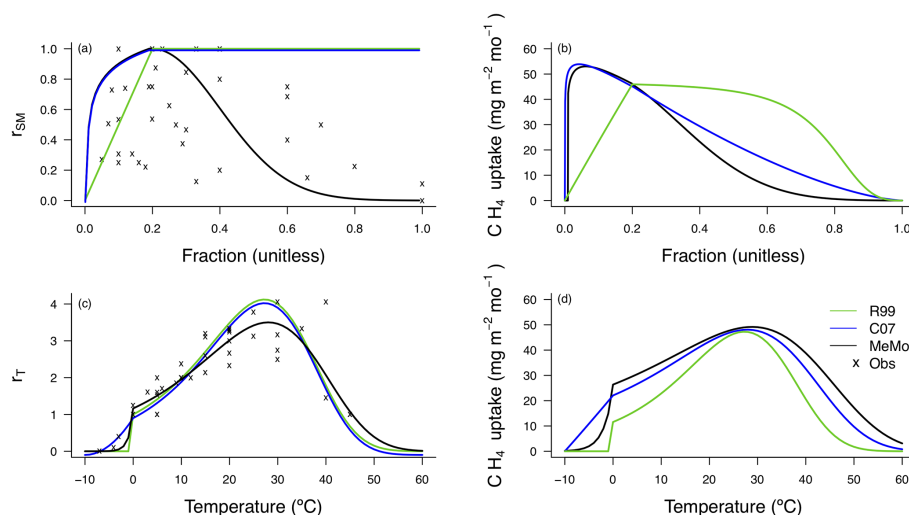 (a)
1.0
0.8
0.6
0.4
0.2
0.0
r_SM
0.0 0.2 0.4 0.6 0.8 1.0
Fraction (unitless)
(b)
60
50
40
30
20
10
0
C H₄ uptake (mg m⁻² mo⁻¹)
0.0 0.2 0.4 0.6 0.8 1.0
Fraction (unitless)
(c)
4
3
2
1
0
r_T
−10 0 10 20 30 40 50 60
Temperature (ºC)
(d)
60
50
40
30
20
10
0
C H₄ uptake (mg m⁻² mo⁻¹)
−10 0 10 20 30 40 50 60
Temperature (ºC)
R99
C07
MeMo
x Obs